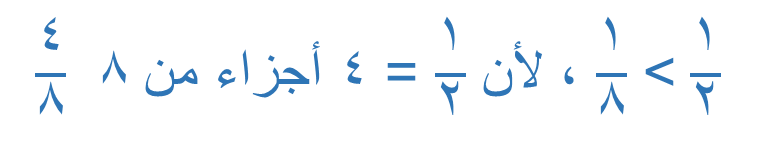 ١/٢ > ١/٨ ، لأن ١/٢ = ٤ أجزاء من ٨ ٤/٨